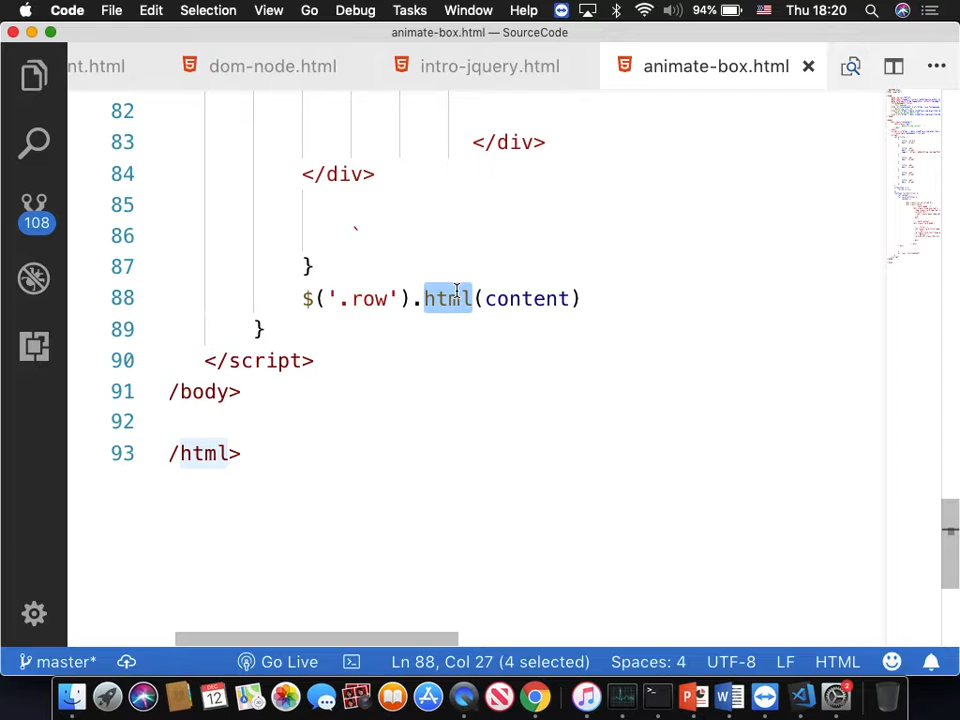 Code File Edit Selection View Go Debug Tasks Window Help 94% Thu 18:20
animate-box.html — SourceCode
nt.html dom-node.html intro-jquery.html animate-box.html
82
83 </div>
84 </div>
85
86 `
87 }
88 $('.row').html(content)
89 }
90 </script>
91 /body>
92
93 /html>
108
master* Go Live Ln 88, Col 27 (4 selected) Spaces: 4 UTF-8 LF HTML
DEC
12
2